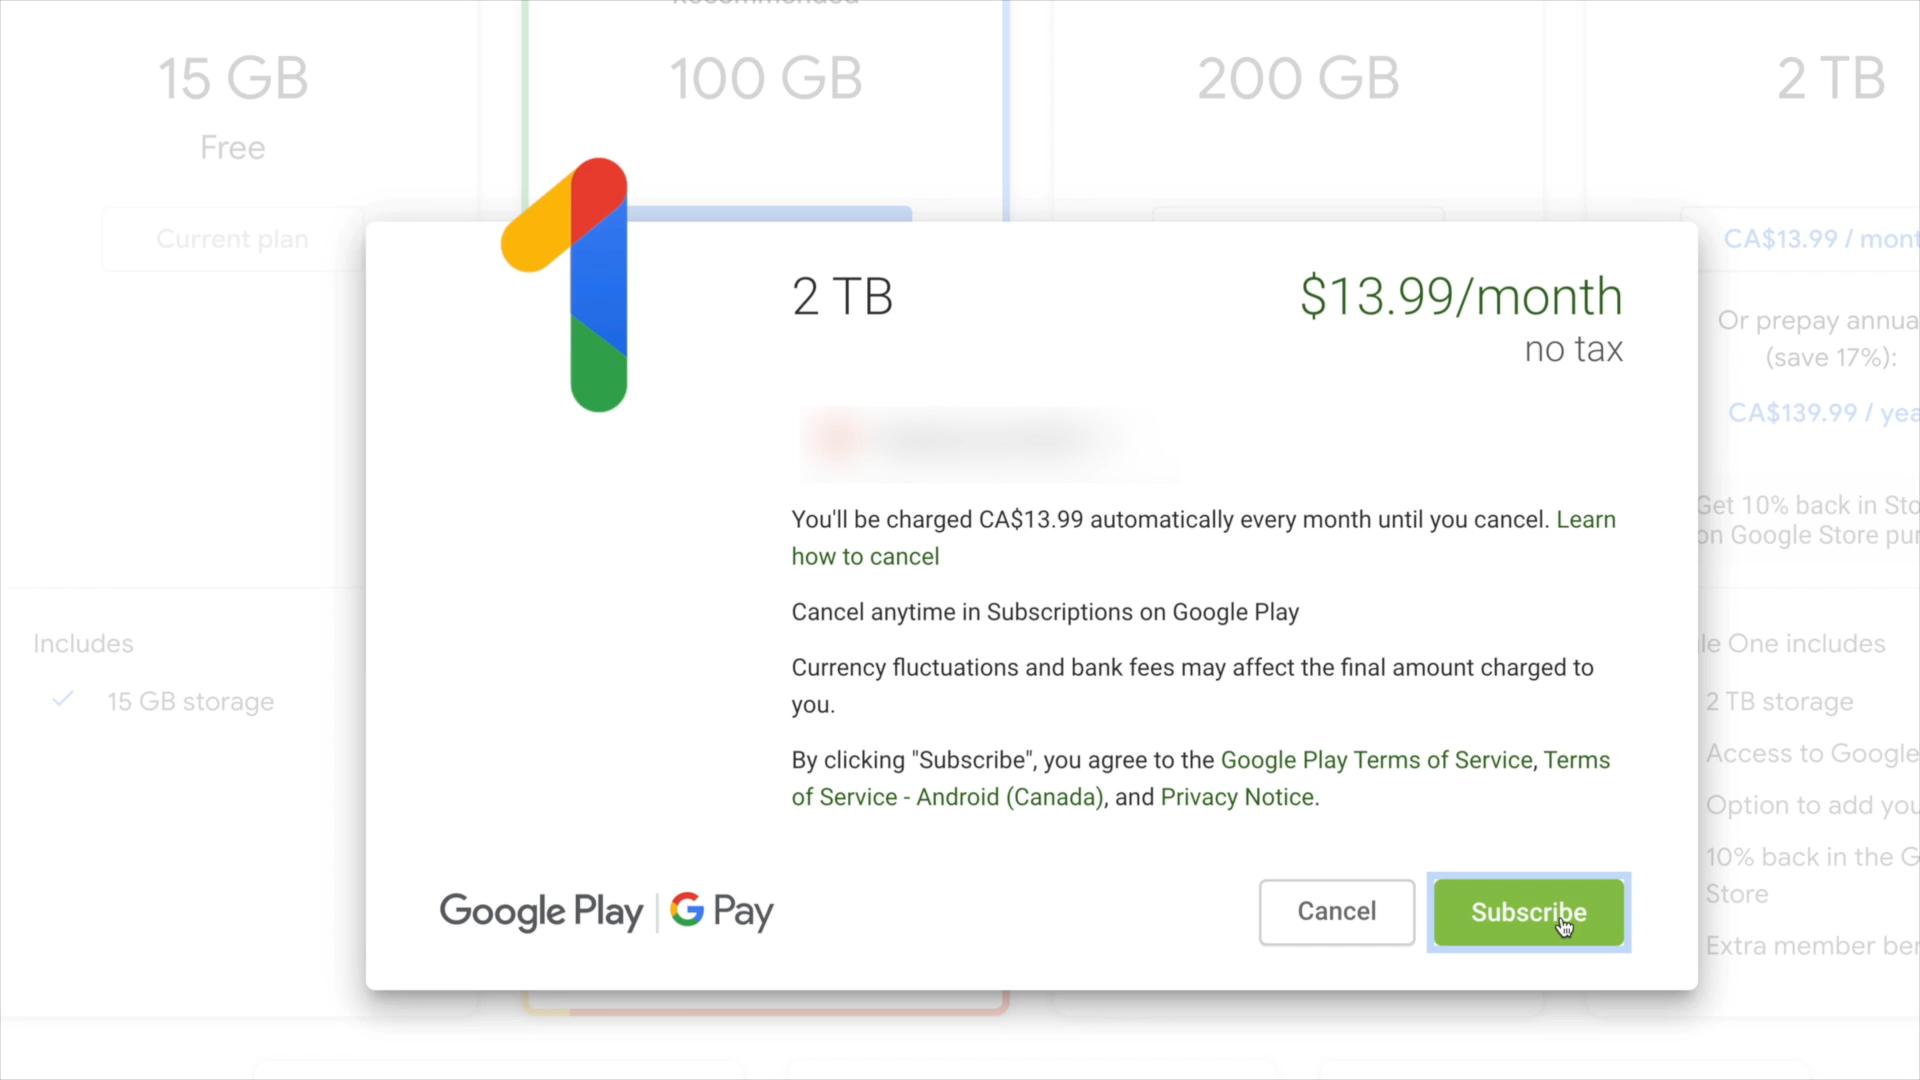 Recommended
15 GB
Free
Current plan
100 GB
200 GB
2 TB
CA$13.99 / mont
Or prepay annua
(save 17%):
CA$139.99 / yea
Get 10% back in Sto
on Google Store pur
2 TB
$13.99/month
no tax
You'll be charged CA$13.99 automatically every month until you cancel. Learn
how to cancel
Cancel anytime in Subscriptions on Google Play
Currency fluctuations and bank fees may affect the final amount charged to
you.
By clicking "Subscribe", you agree to the Google Play Terms of Service, Terms
of Service - Android (Canada), and Privacy Notice.
Google Play | G Pay
Cancel
Subscribe
Includes
15 GB storage
le One includes
2 TB storage
Access to Google
Option to add you
10% back in the G
Store
Extra member ber